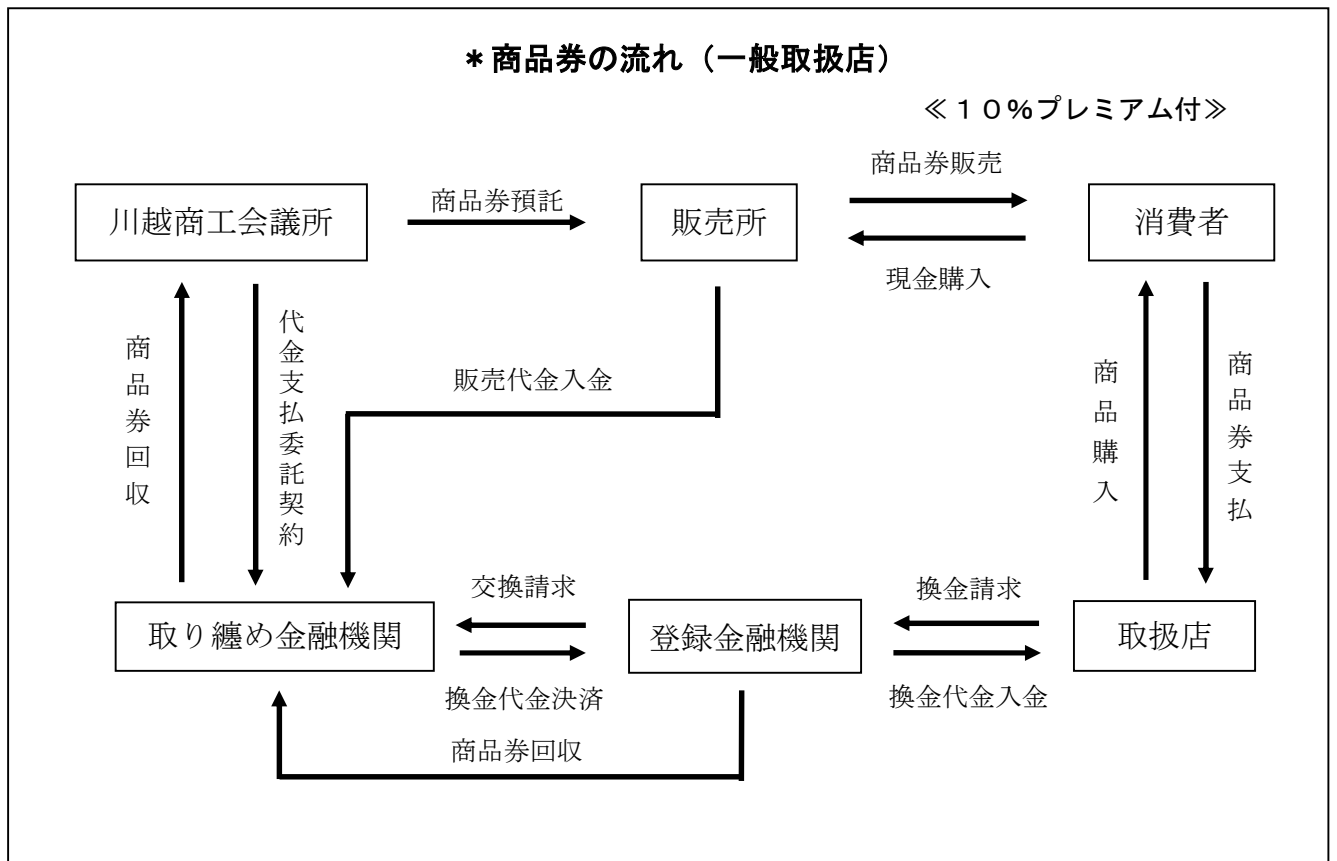 ＊商品券の流れ（一般取扱店）
≪１０％プレミアム付≫
商品券販売
川越商工会議所
商品券預託
販売所
消費者
現金購入
商品券回収
代金支払委託契約
販売代金入金
商品購入
商品券支払
交換請求
換金請求
取り纏め金融機関
登録金融機関
取扱店
換金代金決済
換金代金入金
商品券回収